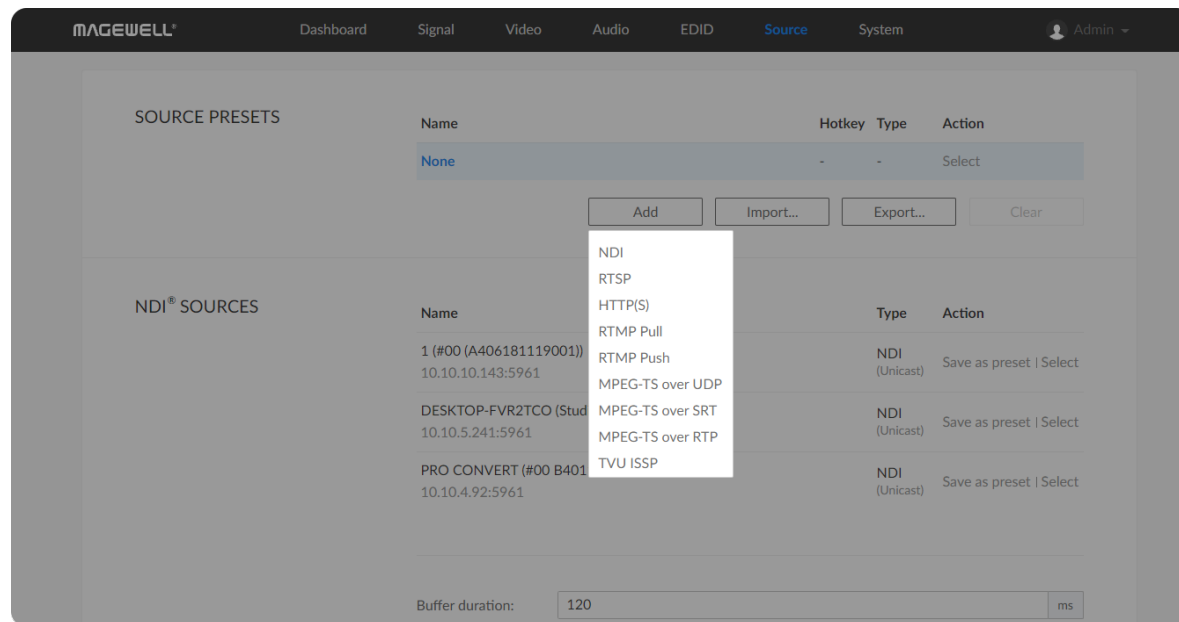 MAGEWELL® Dashboard Signal Video Audio EDID Source System Admin
SOURCE PRESETS
Name Hotkey Type Action
None - - Select
Add Import... Export... Clear
NDI
RTSP
HTTP(S)
RTMP Pull
RTMP Push
MPEG-TS over UDP
MPEG-TS over SRT
MPEG-TS over RTP
TVU ISSP
NDI® SOURCES
Name Type Action
1 (#00 (A406181119001)) NDI Save as preset | Select
10.10.10.143:5961 (Unicast)
DESKTOP-FVR2TCO (Stud NDI Save as preset | Select
10.10.5.241:5961 (Unicast)
PRO CONVERT (#00 B401 NDI Save as preset | Select
10.10.4.92:5961 (Unicast)
Buffer duration: 120 ms